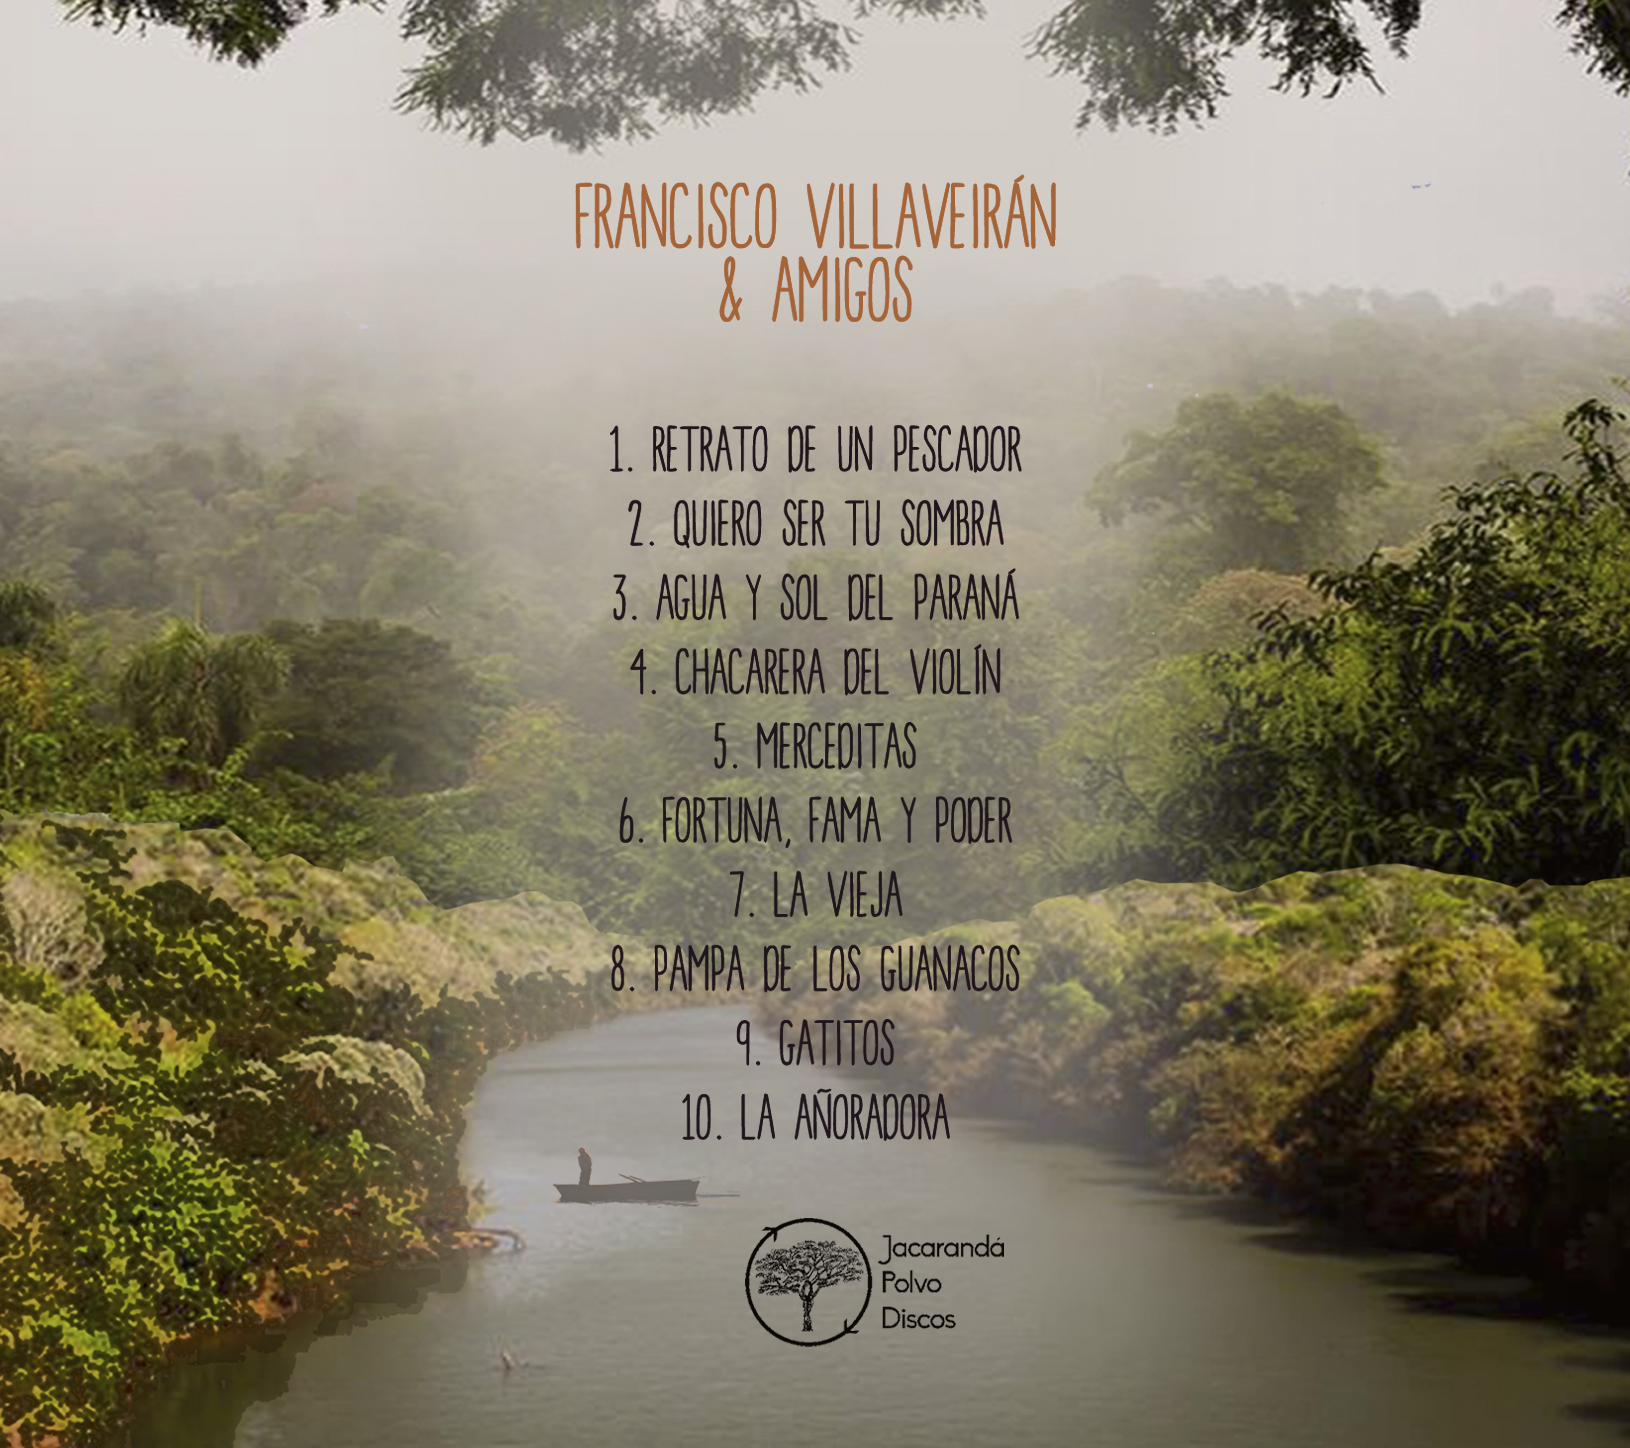 FRANCISCO VILLAVEIRÁN
& AMIGOS
1. RETRATO DE UN PESCADOR
2. QUIERO SER TU SOMBRA
3. AGUA Y SOL DEL PARANÁ
4. CHACARERA DEL VIOLÍN
5. MERCEDITAS
6. FORTUNA, FAMA Y PODER
7. LA VIEJA
8. PAMPA DE LOS GUANACOS
9. GATITOS
10. LA AÑORADORA
Jacarandá
Polvo
Discos